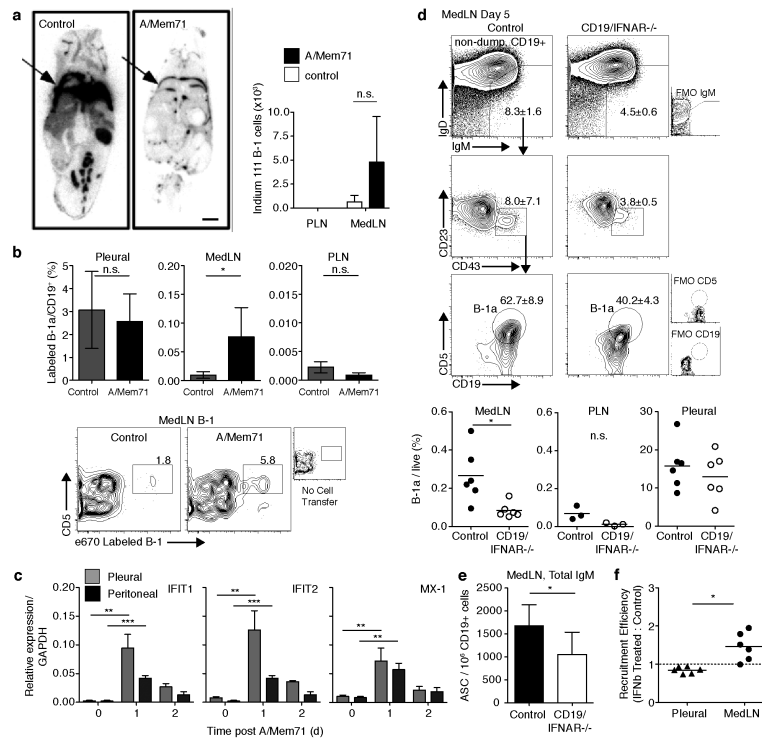 a
Control
A/Mem71
A/Mem71
control
Indium 111 B-1 cells (x10³)
10.0
7.5
5.0
2.5
0.0
n.s.
PLN
MedLN
b
Pleural
MedLN
PLN
Labeled B-1a/CD19⁺ (%)
5
4
3
2
1
0
n.s.
Control
A/Mem71
0.20
0.15
0.10
0.05
0.00
*
Control
A/Mem71
0.020
0.015
0.010
0.005
0.000
n.s.
Control
A/Mem71
MedLN B-1
Control
A/Mem71
1.8
5.8
No Cell
Transfer
CD5
e670 Labeled B-1
c
Pleural
Peritoneal
IFIT1
IFIT2
MX-1
Relative expression/
GAPDH
0.20
0.15
0.10
0.05
0.00
**
***
**
***
**
**
0 1 2
0 1 2
0 1 2
Time post A/Mem71 (d)
d
MedLN Day 5
Control
CD19/IFNAR-/-
non-dump, CD19+
8.3±1.6
4.5±0.6
FMO IgM
IgD
IgM
8.0±7.1
3.8±0.5
CD23
CD43
62.7±8.9
40.2±4.3
B-1a
B-1a
FMO CD5
FMO CD19
CD5
CD19
MedLN
PLN
Pleural
B-1a / live (%)
0.6
0.4
0.2
0.0
*
Control
CD19/
IFNAR-/-
0.6
0.4
0.2
0.0
n.s.
Control
CD19/
IFNAR-/-
30
20
10
0
Control
CD19/
IFNAR-/-
e
MedLN, Total IgM
ASC / 10⁶ CD19+ cells
2500
2000
1500
1000
500
0
*
Control
CD19/
IFNAR-/-
f
Recruitment Efficiency
(IFNb Treated : Control)
3
2
1
0
*
Pleural
MedLN